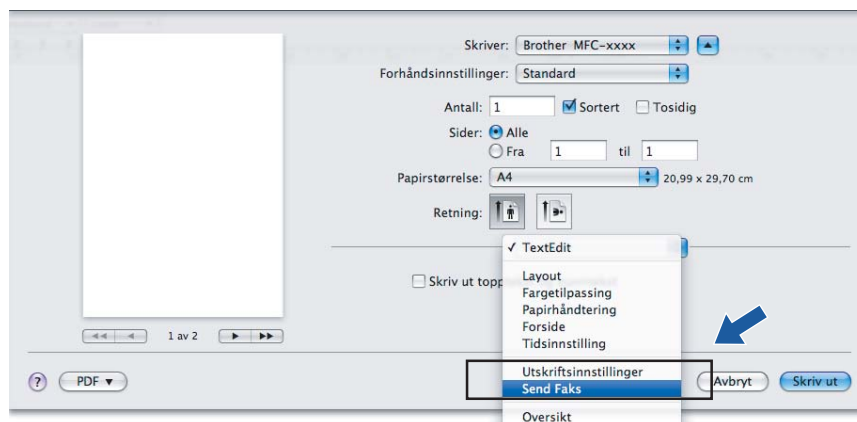 Skriver: Brother MFC-xxxx
Forhåndsinnstillinger: Standard
Antall: 1 Sortert Tosidig
Sider: Alle
Fra 1 til 1
Papirstørrelse: A4 20,99 x 29,70 cm
Retning:
✓ TextEdit
Skriv ut topp
Layout
Fargetilpassing
Papirhåndtering
Forside
Tidsinnstilling
Utskriftsinnstillinger
Send Faks
Oversikt
1 av 2
? PDF ▼ Avbryt Skriv ut